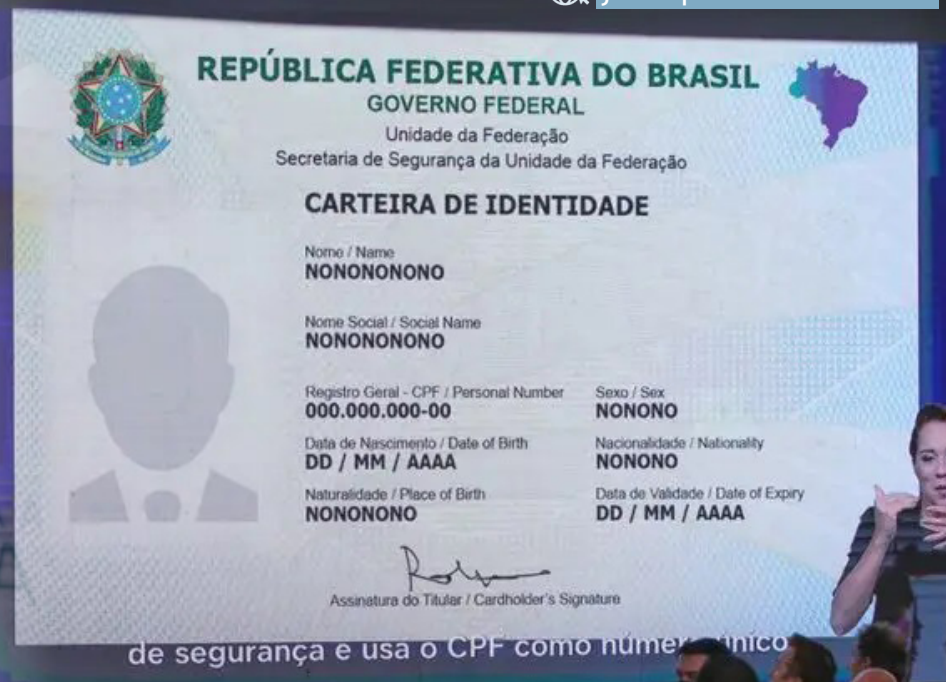 REPÚBLICA FEDERATIVA DO BRASIL
GOVERNO FEDERAL
Unidade da Federação
Secretaria de Segurança da Unidade da Federação
CARTEIRA DE IDENTIDADE
Nome / Name
NONONONONO
Nome Social / Social Name
NONONONONO
Registro Geral - CPF / Personal Number
000.000.000-00
Sexo / Sex
NONONO
Data de Nascimento / Date of Birth
DD / MM / AAAA
Nacionalidade / Nationality
NONONO
Naturalidade / Place of Birth
NONONONO
Data de Validade / Date of Expiry
DD / MM / AAAA
Assinatura do Titular / Cardholder's Signature
de segurança e usa o CPF como